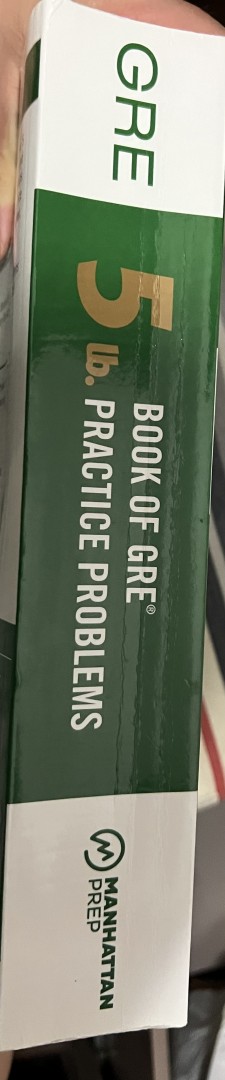 GRE
5 lb.
BOOK OF GRE®
PRACTICE PROBLEMS
MANHATTAN
PREP